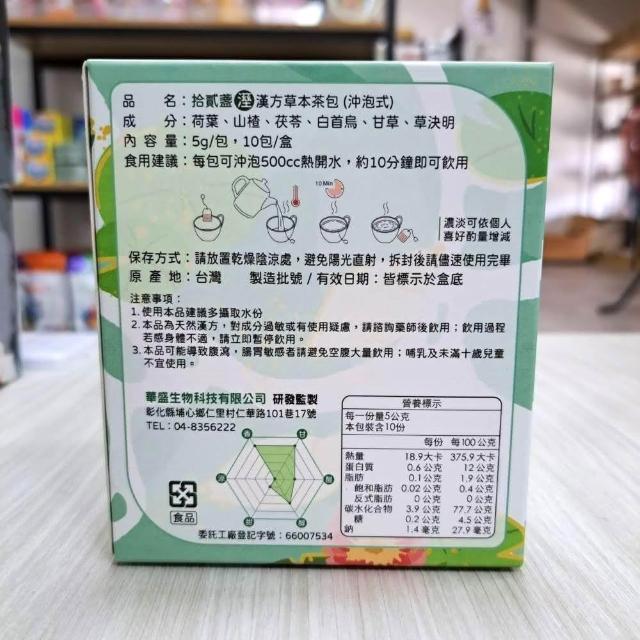 品　　名：拾貳薑溼漢方草本茶包 (沖泡式)
成　　分：荷葉、山楂、茯苓、白首烏、甘草、草決明
內 容 量：5g/包，10包/盒
食用建議：每包可沖泡500cc熱開水，約10分鐘即可飲用
10 Min
濃淡可依個人
喜好酌量增減
保存方式：請放置乾燥陰涼處，避免陽光直射，拆封後請儘速使用完畢
原 產 地：台灣　　製造批號 / 有效日期：皆標示於盒底
注意事項：
1. 使用本品建議多攝取水份
2. 本品為天然漢方，對成分過敏或有使用疑慮，請諮詢藥師後飲用；飲用過程
若感身體不適，請立即暫停飲用。
3. 本品可能導致腹瀉，腸胃敏感者請避免空腹大量飲用；哺乳及未滿十歲兒童
不宜使用。
華盛生物科技有限公司 研發監製
彰化縣埔心鄉仁里村仁華路101巷17號
TEL：04-8356222
香
甘
醇
澀
甜
食品
委託工廠登記字號：66007534
營養標示
每一份量5公克
本包裝含10份
每份 每100公克
熱量 18.9大卡 375.9大卡
蛋白質 0.6公克 12公克
脂肪 0.1公克 1.9公克
飽和脂肪 0.02公克 0.4公克
反式脂肪 0公克 0公克
碳水化合物 3.9公克 77.7公克
糖 0.2公克 4.5公克
鈉 1.4毫克 27.9毫克